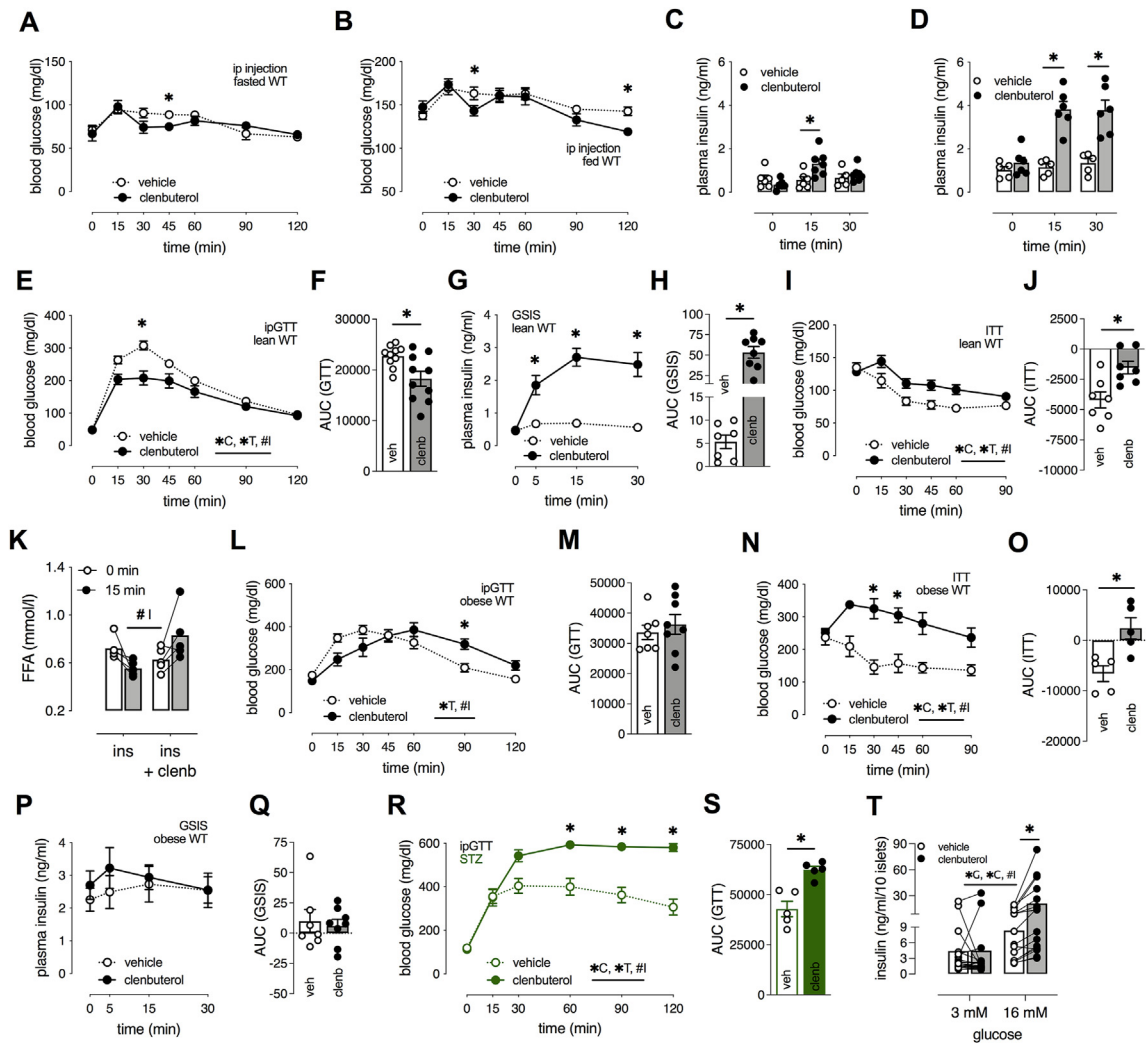 A
blood glucose (mg/dl)
150
100
50
0
ip injection
fasted WT
*
vehicle
clenbuterol
0 15 30 45 60 90 120
time (min)
B
blood glucose (mg/dl)
200
150
100
50
0
*
*
ip injection
fed WT
vehicle
clenbuterol
0 15 30 45 60 90 120
time (min)
C
plasma insulin (ng/ml)
6
4
2
0
vehicle
clenbuterol
*
0 15 30
time (min)
D
plasma insulin (ng/ml)
6
4
2
0
vehicle
clenbuterol
*
*
0 15 30
time (min)
E
blood glucose (mg/dl)
400
300
200
100
0
*
ipGTT
lean WT
vehicle
clenbuterol
*C, *T, #I
0 15 30 45 60 90 120
time (min)
F
AUC (GTT)
30000
20000
10000
0
*
veh
clenb
G
plasma insulin (ng/ml)
4
3
2
1
0
GSIS
lean WT
*
*
*
vehicle
clenbuterol
0 5 15 30
time (min)
H
AUC (GSIS)
100
75
50
25
15
10
5
0
*
veh
clenb
I
blood glucose (mg/dl)
200
150
100
50
0
ITT
lean WT
vehicle
clenbuterol
*C, *T, #I
0 15 30 45 60 90
time (min)
J
AUC (ITT)
2500
0
-2500
-5000
-10000
*
veh
clenb
K
FFA (mmol/l)
1.4
1.0
0.6
0.2
0 min
15 min
# I
ins
ins
+ clenb
L
blood glucose (mg/dl)
600
400
200
0
ipGTT
obese WT
*
vehicle
clenbuterol
*T, #I
0 15 30 45 60 90 120
time (min)
M
AUC (GTT)
50000
40000
30000
20000
10000
0
veh
clenb
N
blood glucose (mg/dl)
400
300
200
100
0
ITT
obese WT
*
*
vehicle
clenbuterol
*C, *T, #I
0 15 30 45 60 90
time (min)
O
AUC (ITT)
10000
0
-10000
-20000
*
veh
clenb
P
plasma insulin (ng/ml)
4
3
2
1
0
GSIS
obese WT
vehicle
clenbuterol
0 5 15 30
time (min)
Q
AUC (GSIS)
75
50
25
0
-25
-50
veh
clenb
R
blood glucose (mg/dl)
600
400
200
0
ipGTT
STZ
*
*
*
vehicle
clenbuterol
*C, *T, #I
0 15 30 60 90 120
time (min)
S
AUC (GTT)
75000
50000
25000
0
*
veh
clenb
T
insulin (ng/ml/10 islets)
90
60
30
9
6
3
0
vehicle
clenbuterol
*G, *C, #I
*
3 mM
16 mM
glucose